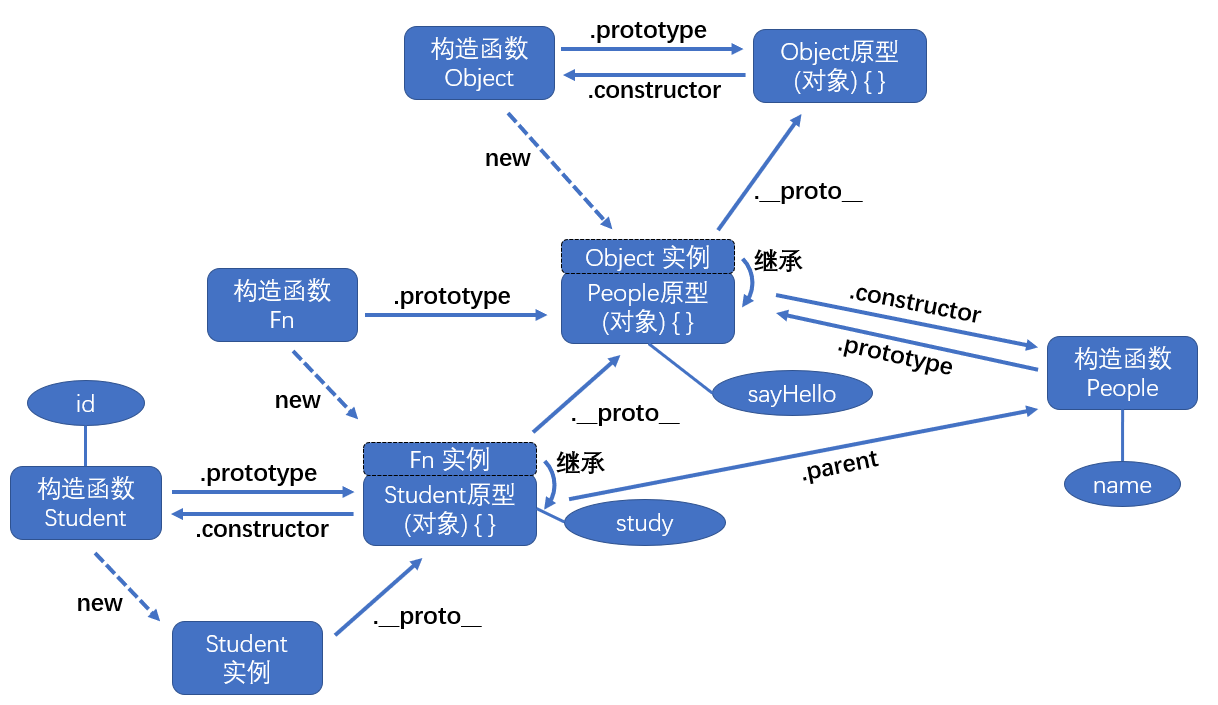 构造函数
Object
.prototype
.constructor
Object原型
(对象) { }
new
.__proto__
Object 实例
People原型
(对象) { }
继承
构造函数
Fn
.prototype
.constructor
.prototype
构造函数
People
sayHello
name
new
.__proto__
id
Fn 实例
Student原型
(对象) { }
继承
.parent
study
构造函数
Student
.prototype
.constructor
new
.__proto__
Student
实例